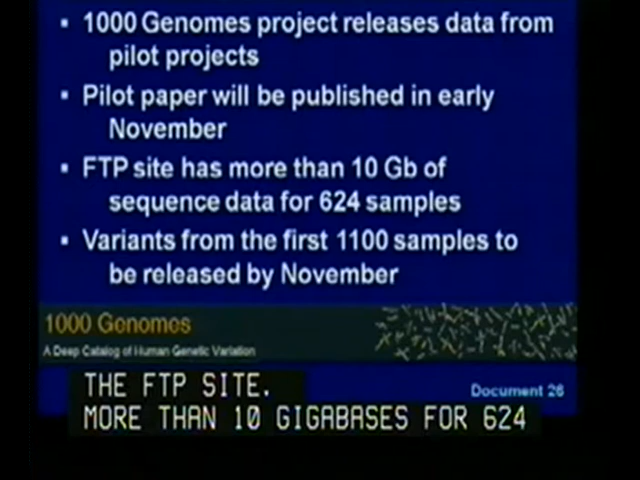 ▪ 1000 Genomes project releases data from
pilot projects
▪ Pilot paper will be published in early
November
▪ FTP site has more than 10 Gb of
sequence data for 624 samples
▪ Variants from the first 1100 samples to
be released by November
1000 Genomes
A Deep Catalog of Human Genetic Variation
Document 26
THE FTP SITE.
MORE THAN 10 GIGABASES FOR 624